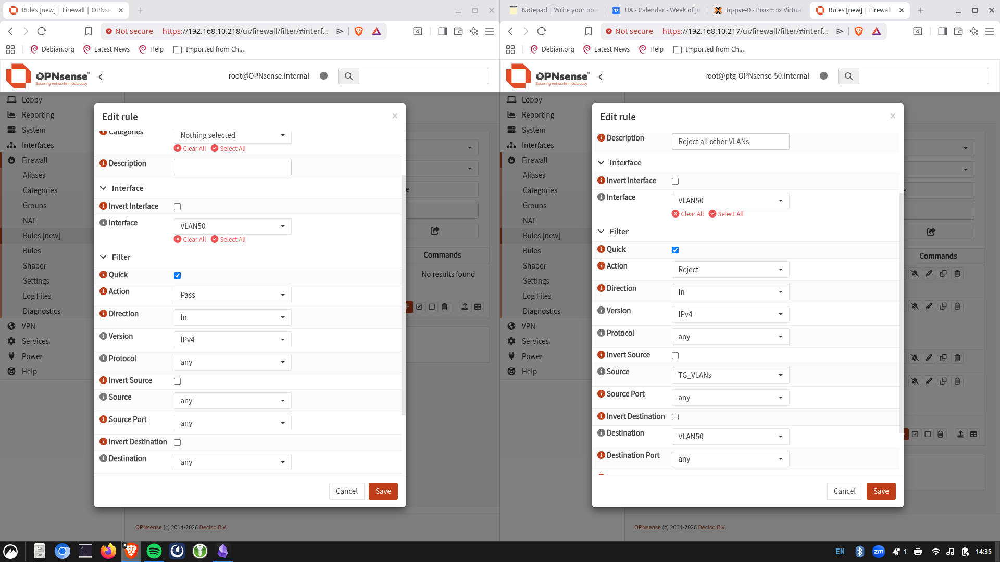 Rules [new] | Firewall | OPNse
Not secure https://192.168.10.218/ui/firewall/filter/#interf...
Debian.org Latest News Help Imported from Ch...
OPNsense
Securing networks made easy
root@OPNsense.internal
Lobby
Reporting
System
Interfaces
Firewall
Aliases
Categories
Groups
NAT
Rules [new]
Rules
Shaper
Settings
Log Files
Diagnostics
VPN
Services
Power
Help
Edit rule ×
Categories Nothing selected
Clear All Select All
Description
Interface
Invert Interface
Interface VLAN50
Clear All Select All
Filter
Quick
Action Pass
Direction In
Version IPv4
Protocol any
Invert Source
Source any
Source Port any
Invert Destination
Destination any
Cancel Save
Commands
No results found
OPNsense (c) 2014-2026 Deciso B.V.
Notepad | Write your note
17 UA - Calendar - Week of Ju
tg-pve-0 - Proxmox Virtual
Rules [new] | Firewall
Not secure https://192.168.10.217/ui/firewall/filter/#interf...
Debian.org Latest News Help Imported from Ch...
OPNsense
Securing networks made easy
root@ptg-OPNsense-50.internal
Lobby
Reporting
System
Interfaces
Firewall
Aliases
Categories
Groups
NAT
Rules [new]
Rules
Shaper
Settings
Log Files
Diagnostics
VPN
Services
Power
Help
Edit rule ×
Description Reject all other VLANs
Interface
Invert Interface
Interface VLAN50
Clear All Select All
Filter
Quick
Action Reject
Direction In
Version IPv4
Protocol any
Invert Source
Source TG_VLANs
Source Port any
Invert Destination
Destination VLAN50
Destination Port any
Cancel Save
Commands
OPNsense (c) 2014-2026 Deciso B.V.
5
EN zm 1 14:35